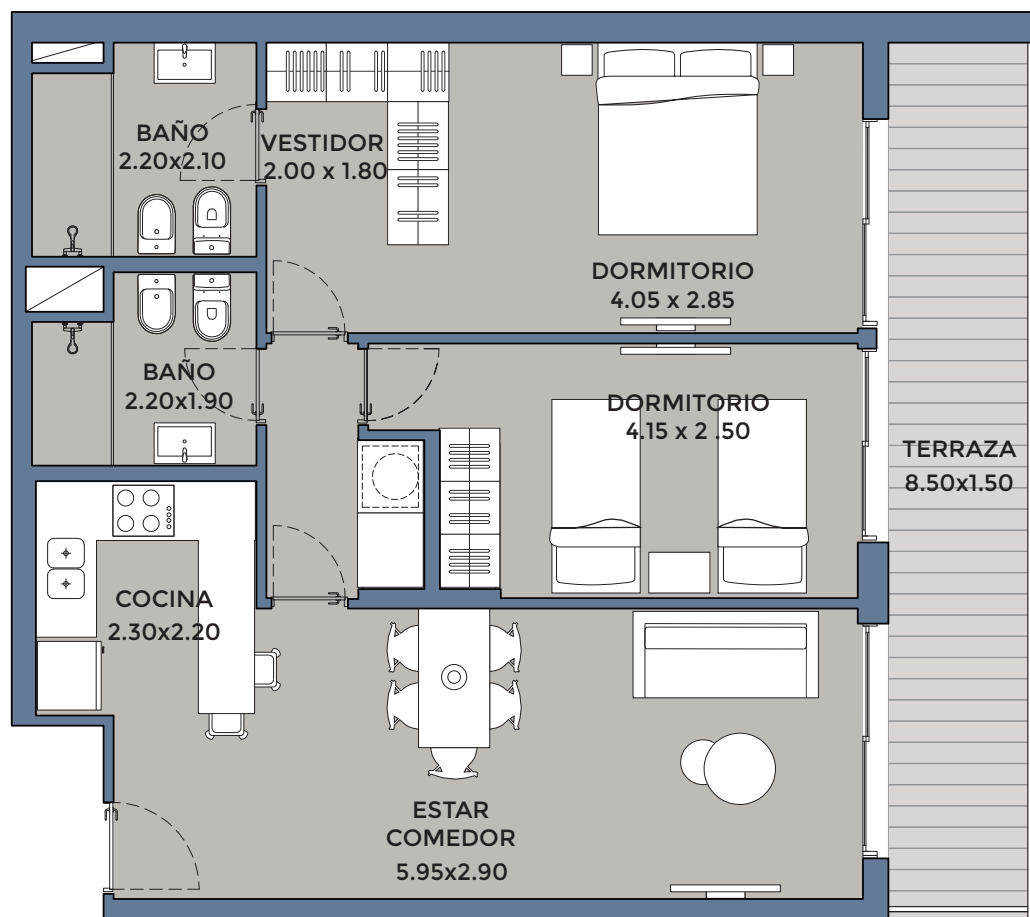 BAÑO
2.20x2.10
VESTIDOR
2.00 x 1.80
DORMITORIO
4.05 x 2.85
BAÑO
2.20x1.90
DORMITORIO
4.15 x 2 .50
TERRAZA
8.50x1.50
COCINA
2.30x2.20
ESTAR
COMEDOR
5.95x2.90